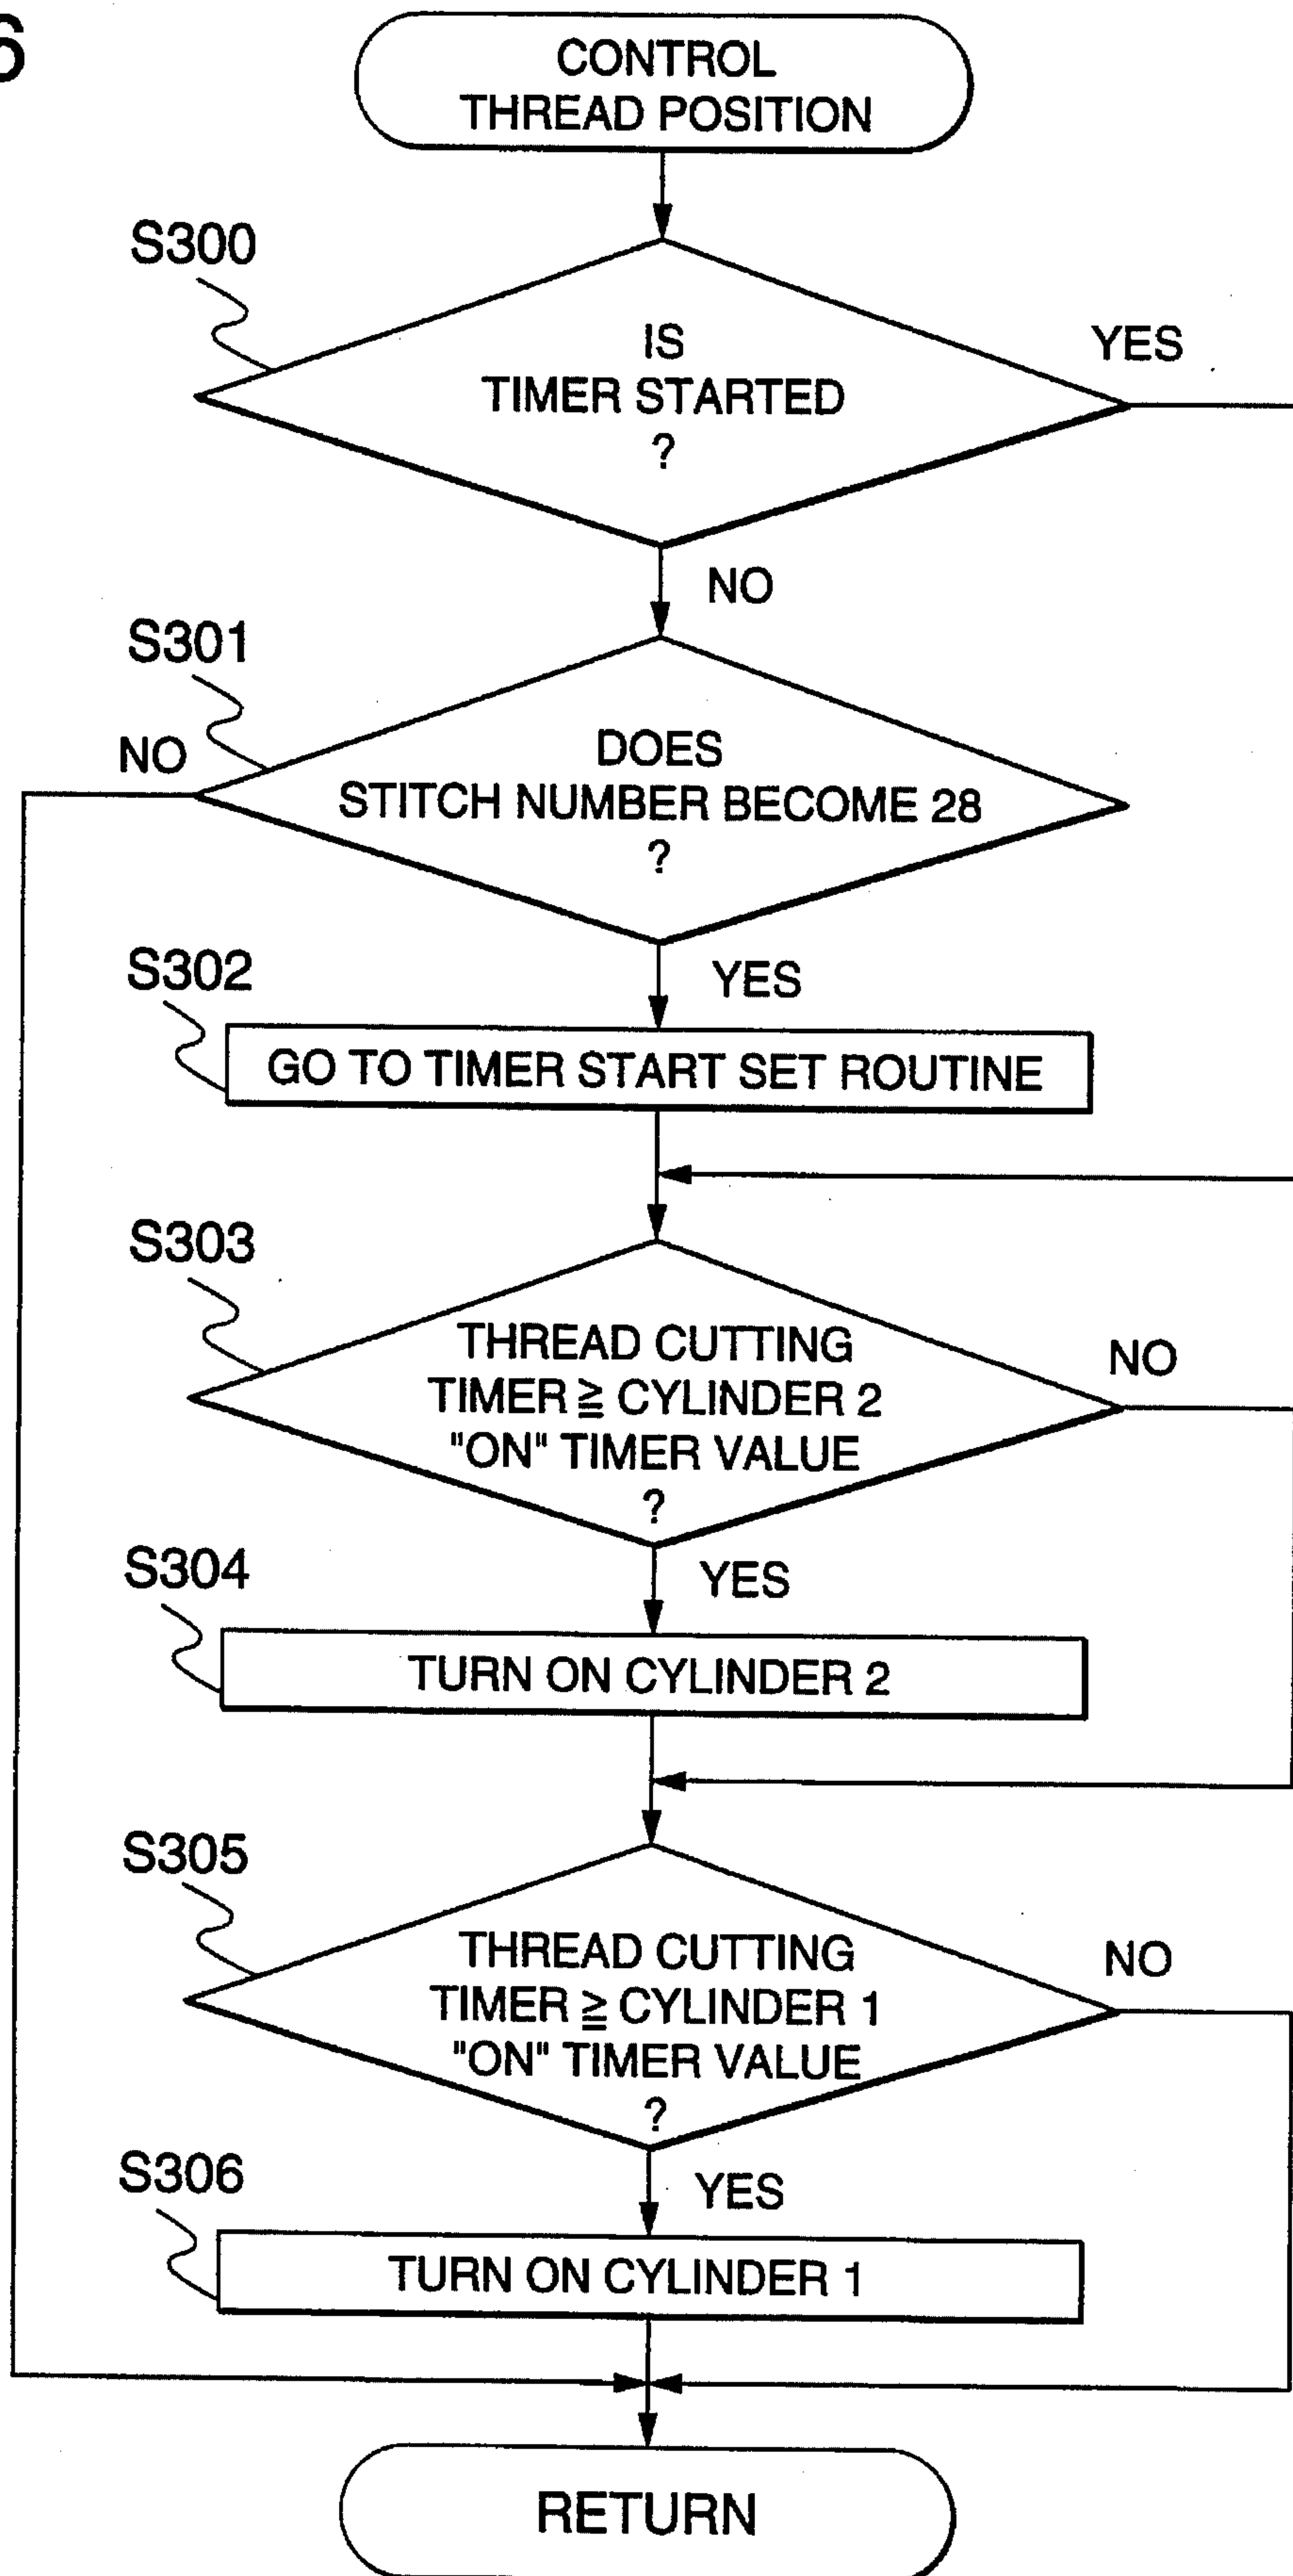 6
CONTROL
THREAD POSITION
S300
IS
TIMER STARTED
?
YES
NO
S301
NO
DOES
STITCH NUMBER BECOME 28
?
YES
S302
GO TO TIMER START SET ROUTINE
S303
THREAD CUTTING
TIMER ≧ CYLINDER 2
"ON" TIMER VALUE
?
NO
YES
S304
TURN ON CYLINDER 2
S305
THREAD CUTTING
TIMER ≧ CYLINDER 1
"ON" TIMER VALUE
?
NO
YES
S306
TURN ON CYLINDER 1
RETURN